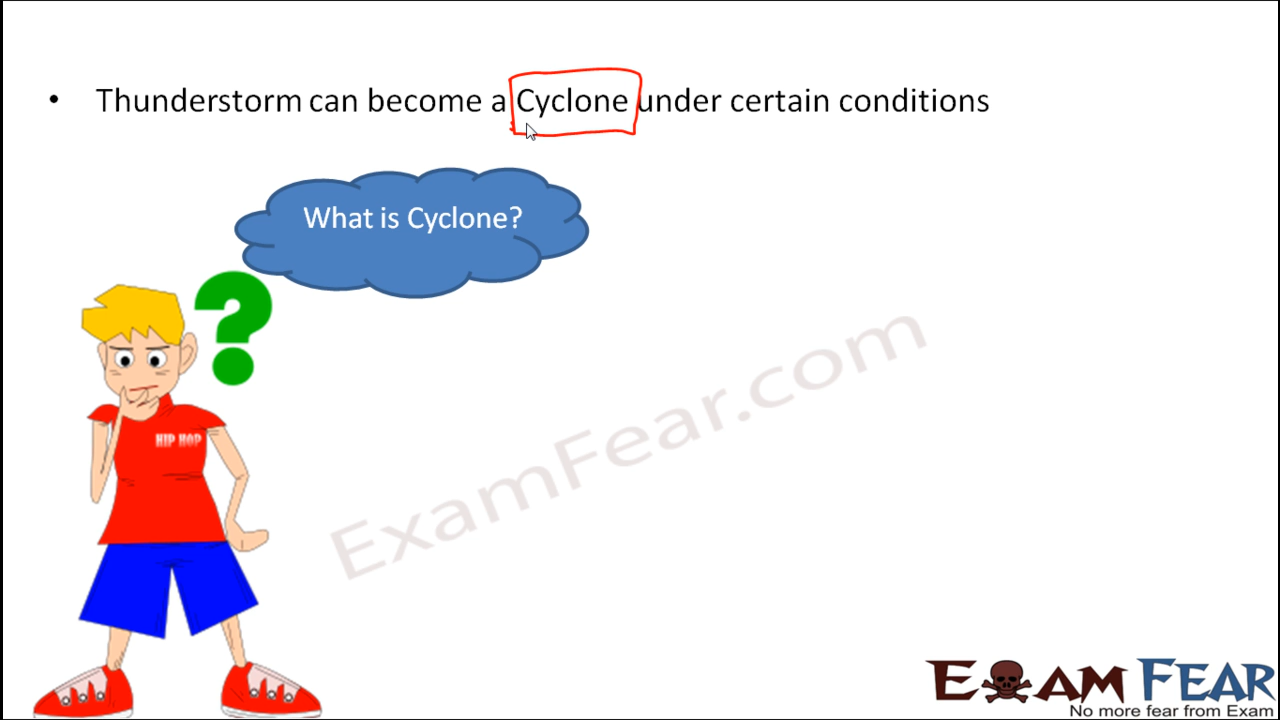 • Thunderstorm can become a Cyclone under certain conditions
What is Cyclone?
HIP HOP
ExamFear.com
EXAM FEAR
No more fear from Exam